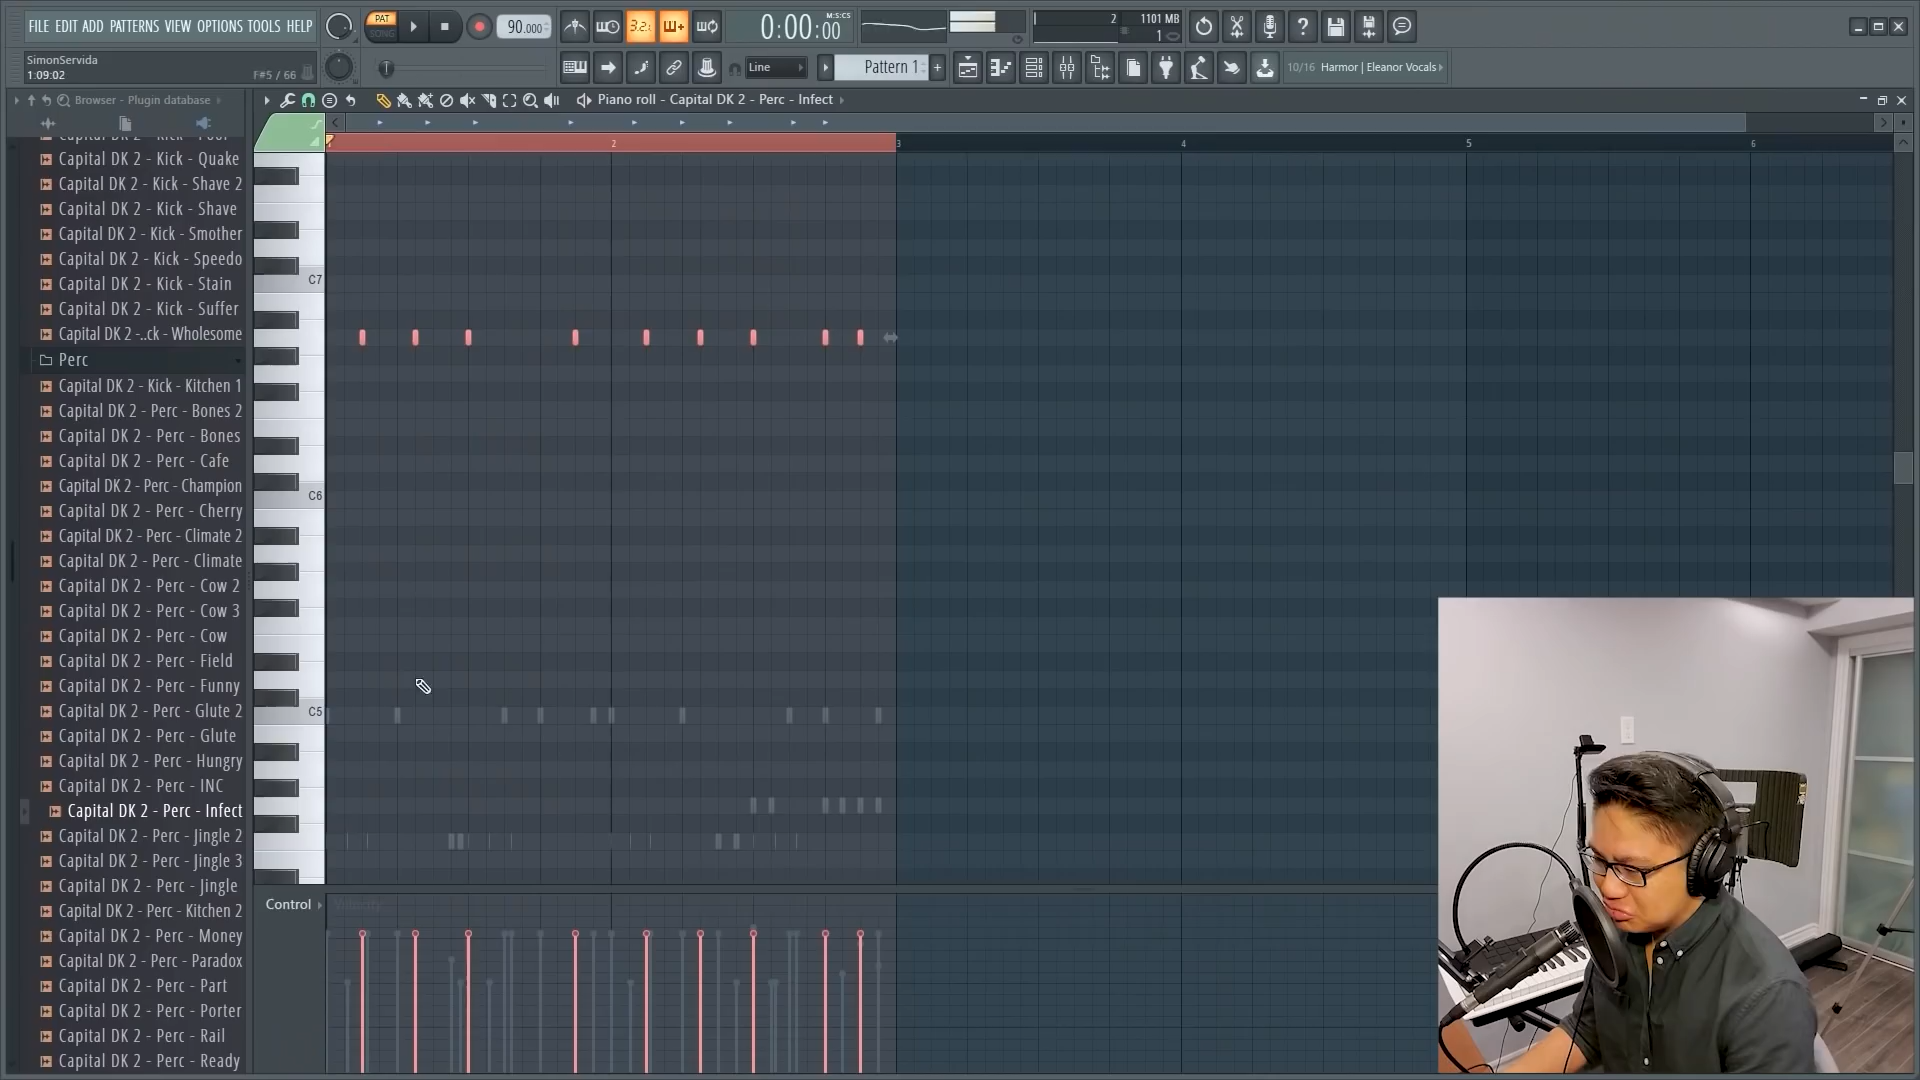 FILE EDIT ADD PATTERNS VIEW OPTIONS TOOLS HELP
PAT
SONG
90.000
3.2
0:00:00
M:S:CS
2
1101 MB
1
SimonServida
1:09:02
F#5 / 66
Line
Pattern 1
+
10/16 Harmor | Eleanor Vocals
Browser - Plugin database
Piano roll - Capital DK 2 - Perc - Infect
2
3
4
5
6
Capital DK 2 - Kick - Quake
Capital DK 2 - Kick - Shave 2
Capital DK 2 - Kick - Shave
Capital DK 2 - Kick - Smother
Capital DK 2 - Kick - Speedo
Capital DK 2 - Kick - Stain
Capital DK 2 - Kick - Suffer
Capital DK 2 -..ck - Wholesome
Perc
Capital DK 2 - Kick - Kitchen 1
Capital DK 2 - Perc - Bones 2
Capital DK 2 - Perc - Bones
Capital DK 2 - Perc - Cafe
Capital DK 2 - Perc - Champion
Capital DK 2 - Perc - Cherry
Capital DK 2 - Perc - Climate 2
Capital DK 2 - Perc - Climate
Capital DK 2 - Perc - Cow 2
Capital DK 2 - Perc - Cow 3
Capital DK 2 - Perc - Cow
Capital DK 2 - Perc - Field
Capital DK 2 - Perc - Funny
Capital DK 2 - Perc - Glute 2
Capital DK 2 - Perc - Glute
Capital DK 2 - Perc - Hungry
Capital DK 2 - Perc - INC
Capital DK 2 - Perc - Infect
Capital DK 2 - Perc - Jingle 2
Capital DK 2 - Perc - Jingle 3
Capital DK 2 - Perc - Jingle
Capital DK 2 - Perc - Kitchen 2
Capital DK 2 - Perc - Money
Capital DK 2 - Perc - Paradox
Capital DK 2 - Perc - Part
Capital DK 2 - Perc - Porter
Capital DK 2 - Perc - Rail
Capital DK 2 - Perc - Ready
C7
C6
C5
Control
Velocity